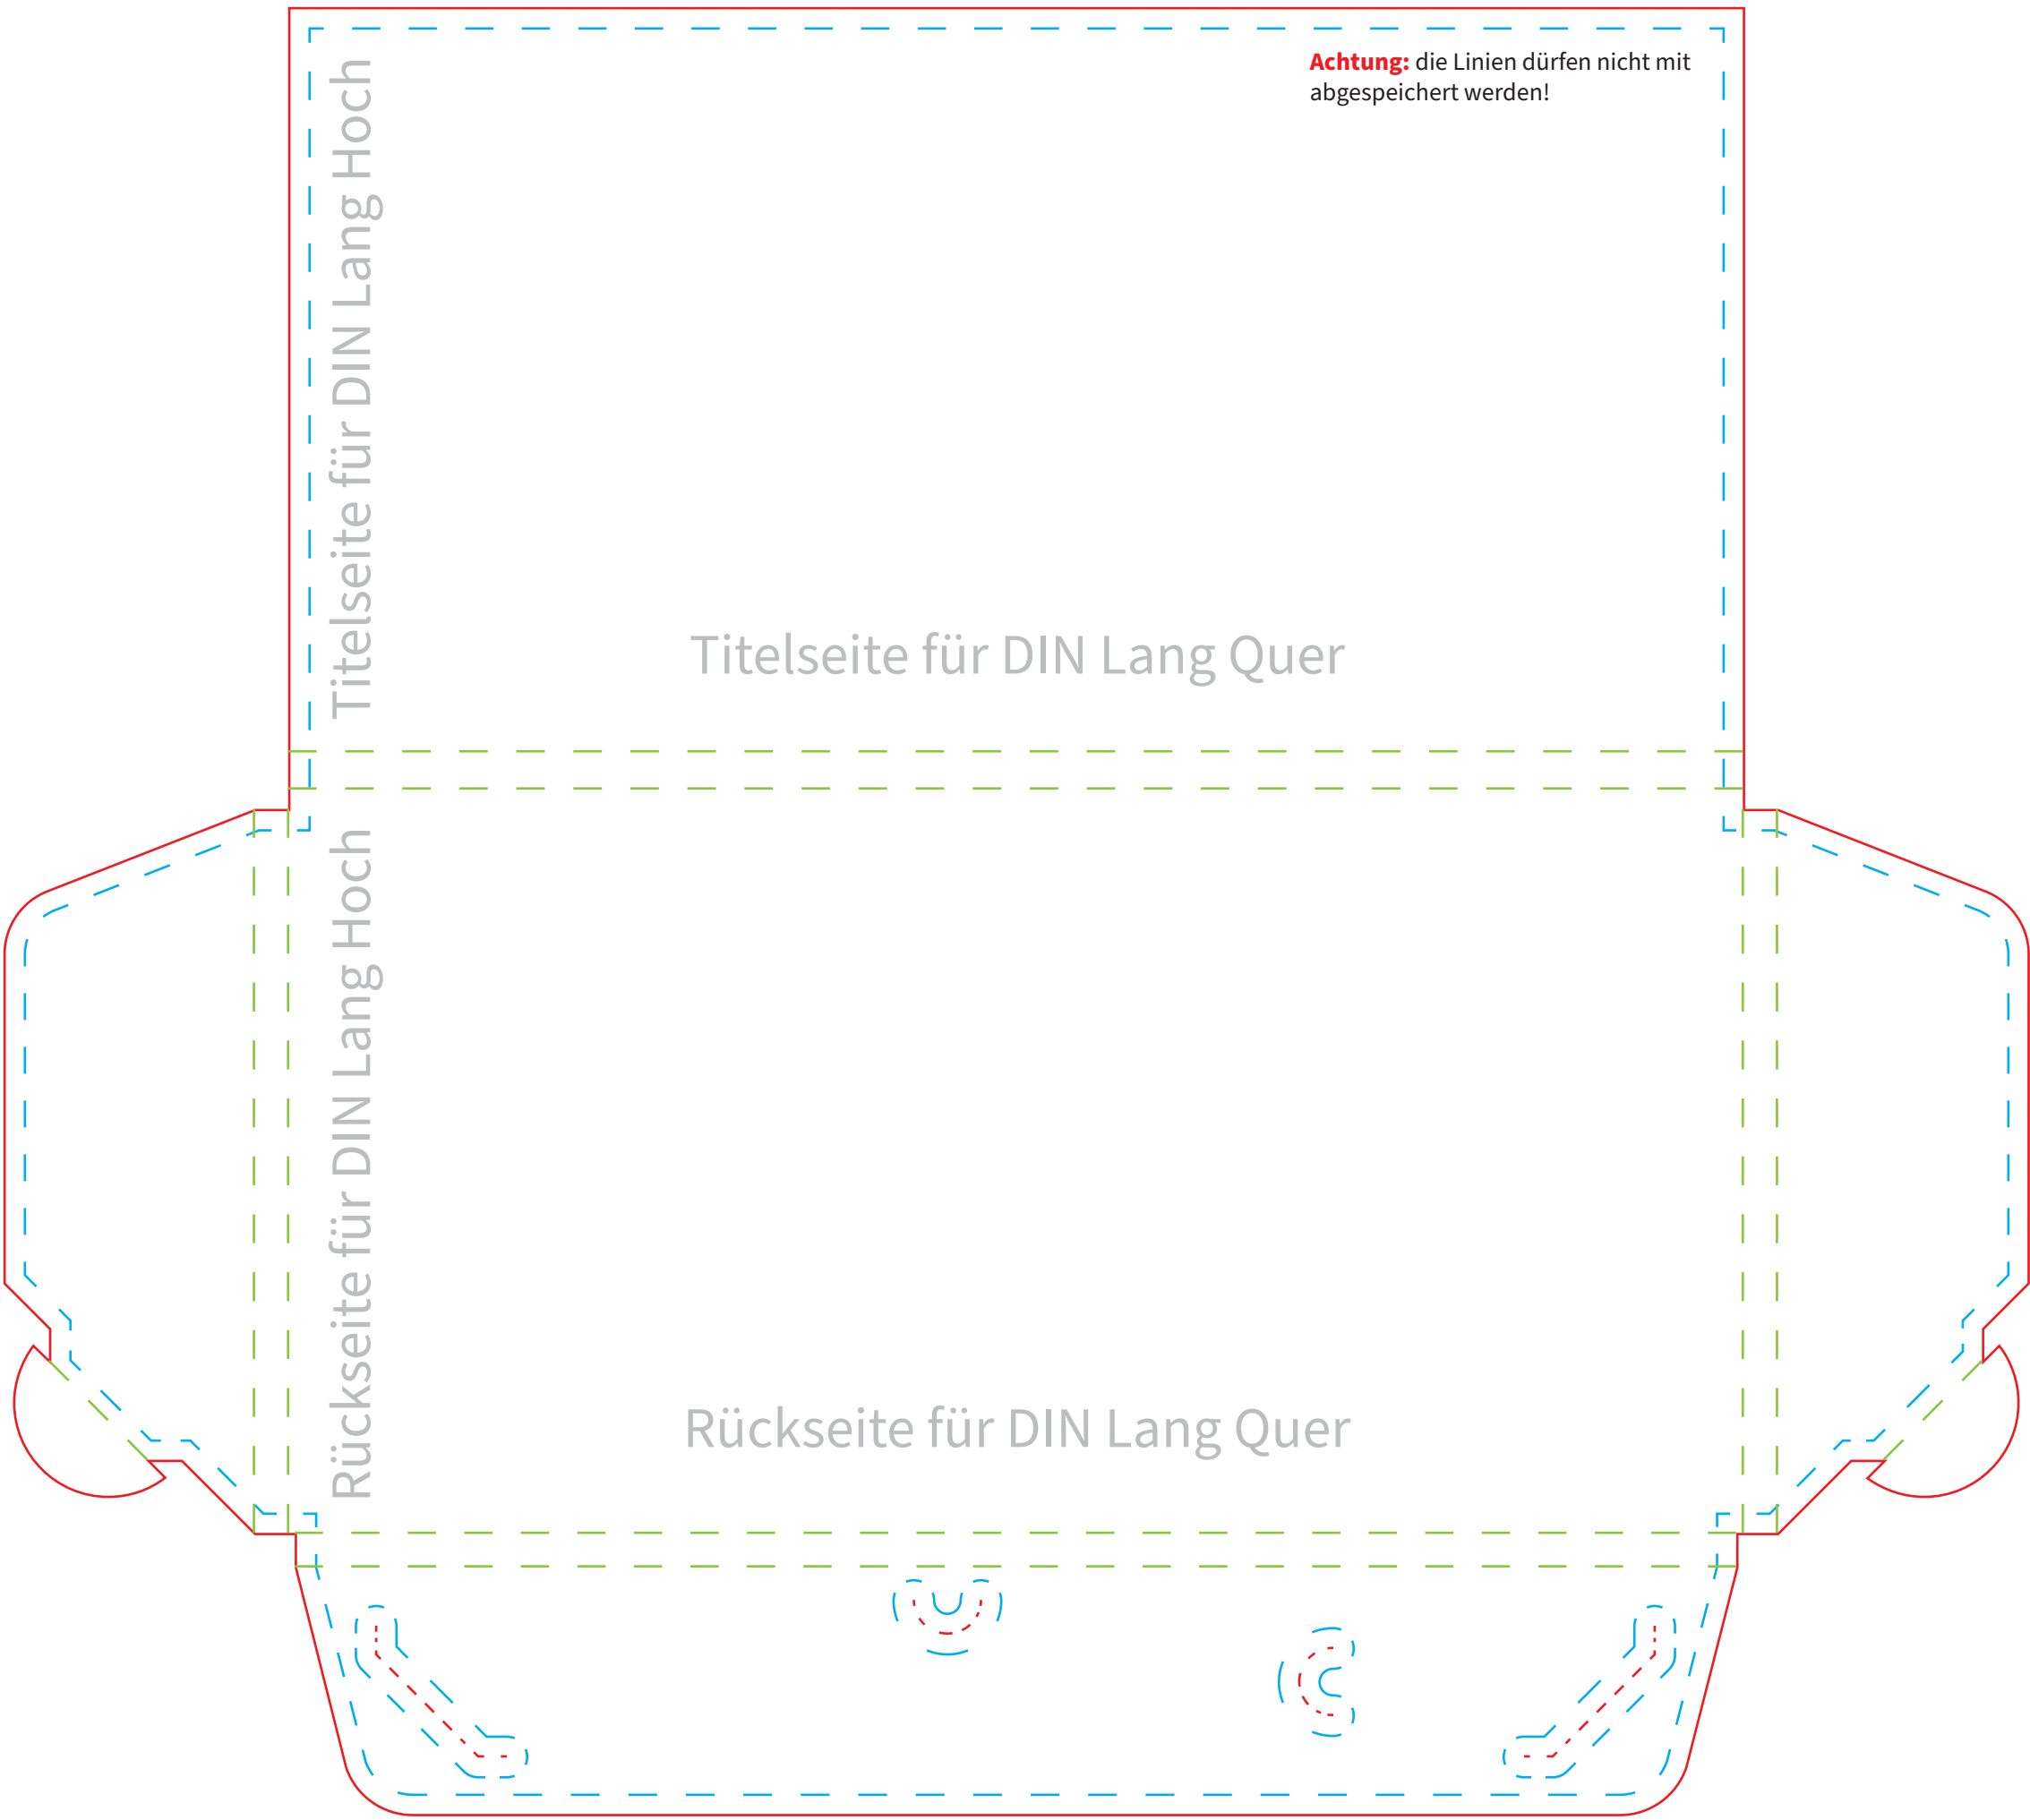 Achtung: die Linien dürfen nicht mit
abgespeichert werden!
Titelseite für DIN Lang Hoch
Titelseite für DIN Lang Quer
Rückseite für DIN Lang Hoch
Rückseite für DIN Lang Quer